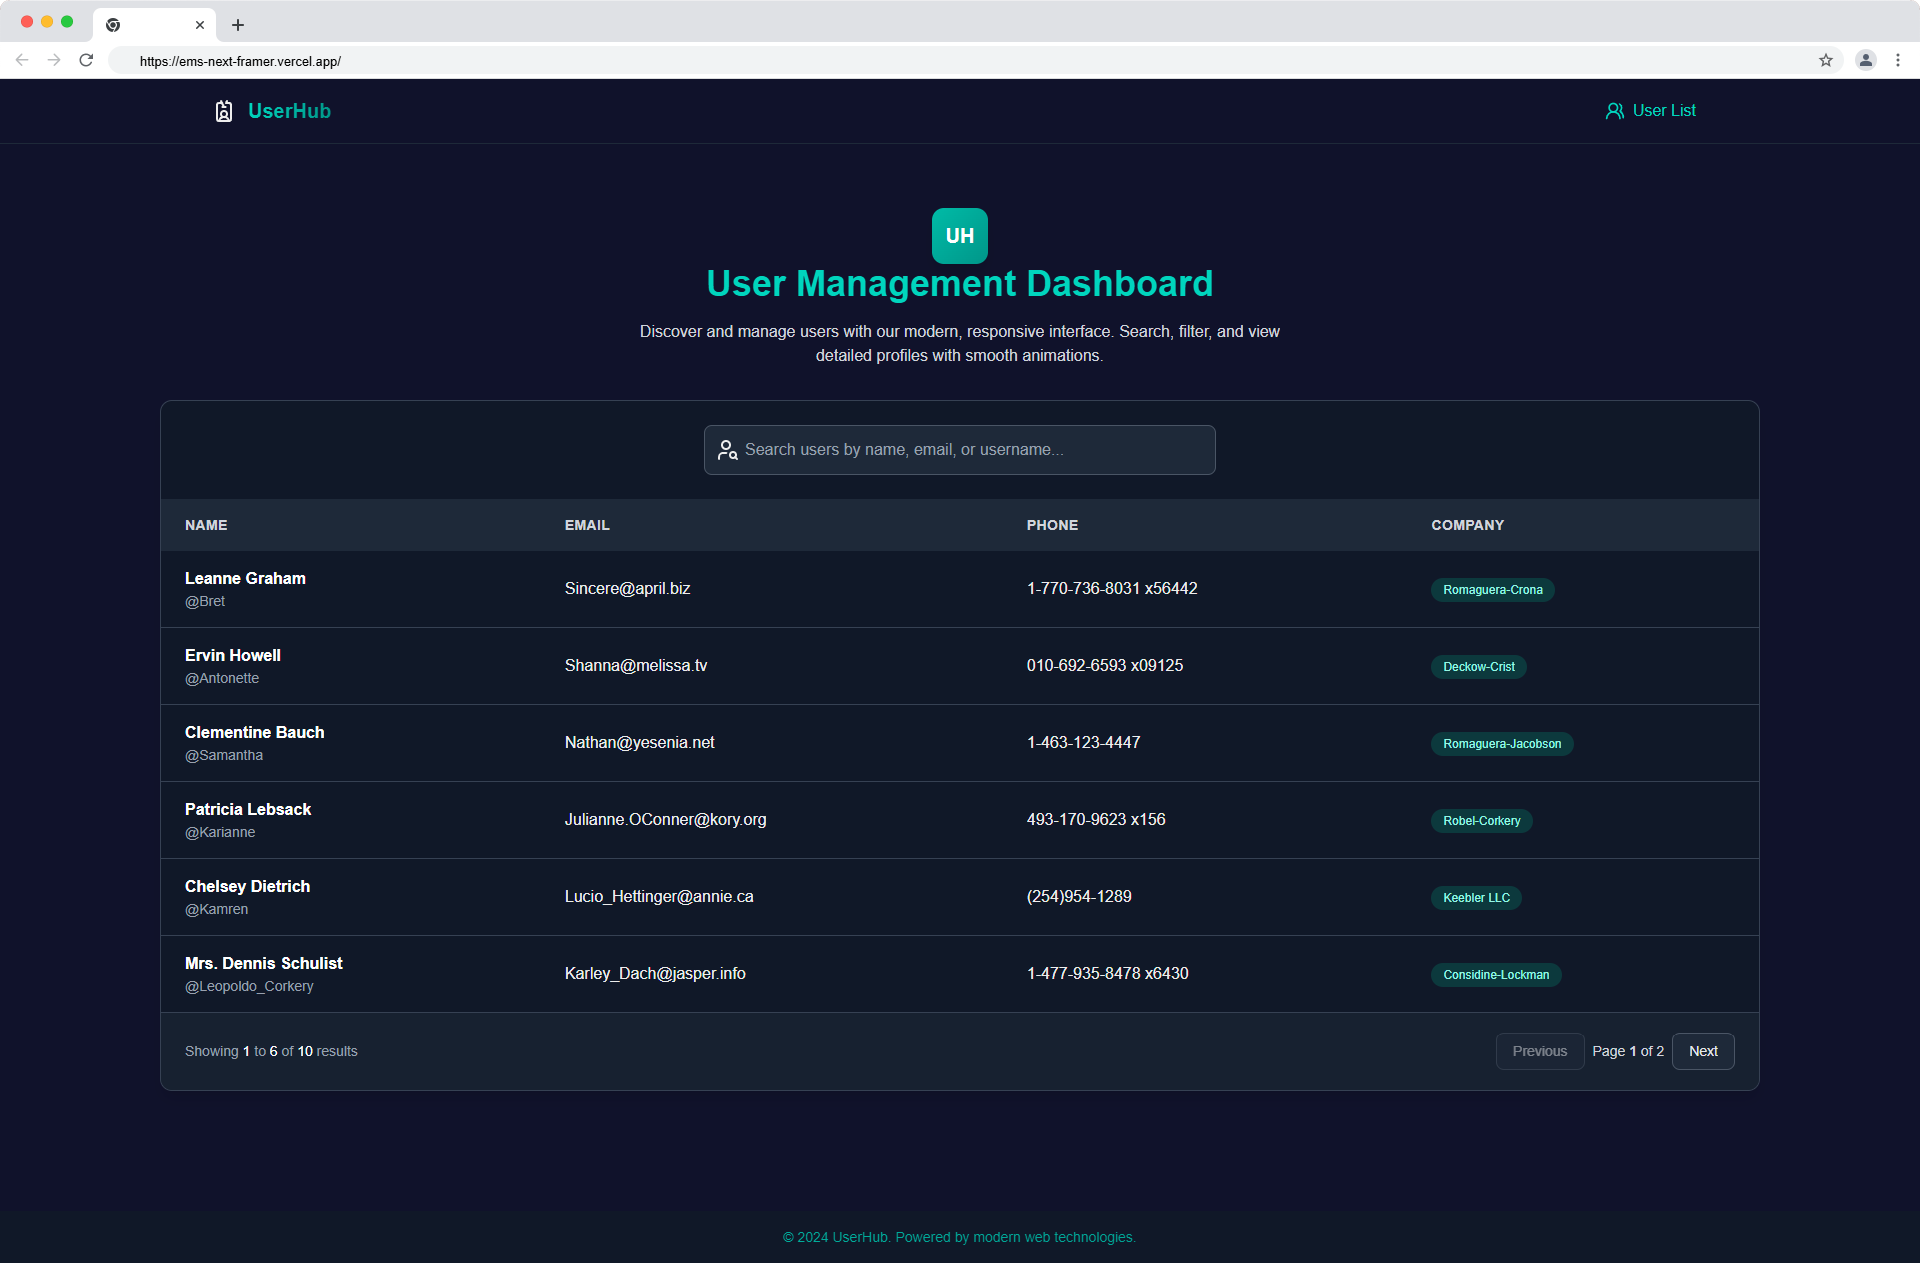 https://ems-next-framer.vercel.app/
UserHub
User List
UH
User Management Dashboard
Discover and manage users with our modern, responsive interface. Search, filter, and view
detailed profiles with smooth animations.
Search users by name, email, or username...
NAME EMAIL PHONE COMPANY
Leanne Graham
@Bret
Sincere@april.biz
1-770-736-8031 x56442
Romaguera-Crona
Ervin Howell
@Antonette
Shanna@melissa.tv
010-692-6593 x09125
Deckow-Crist
Clementine Bauch
@Samantha
Nathan@yesenia.net
1-463-123-4447
Romaguera-Jacobson
Patricia Lebsack
@Karianne
Julianne.OConner@kory.org
493-170-9623 x156
Robel-Corkery
Chelsey Dietrich
@Kamren
Lucio_Hettinger@annie.ca
(254)954-1289
Keebler LLC
Mrs. Dennis Schulist
@Leopoldo_Corkery
Karley_Dach@jasper.info
1-477-935-8478 x6430
Considine-Lockman
Showing 1 to 6 of 10 results
Previous Page 1 of 2 Next
© 2024 UserHub. Powered by modern web technologies.